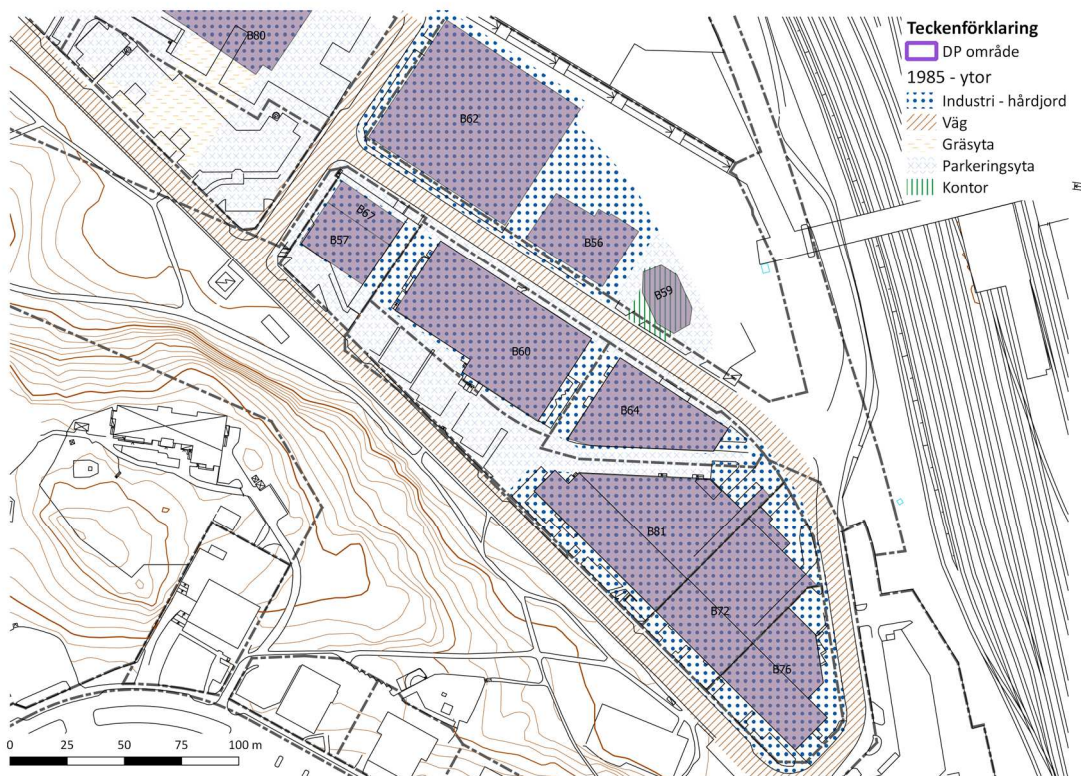 Teckenförklaring
DP område
1985 - ytor
Industri - hårdjord
Väg
Gräsyta
Parkeringsyta
Kontor
B80
B62
B67
B57
B56
B59
B60
B64
B81
B72
B76
0 25 50 75 100 m